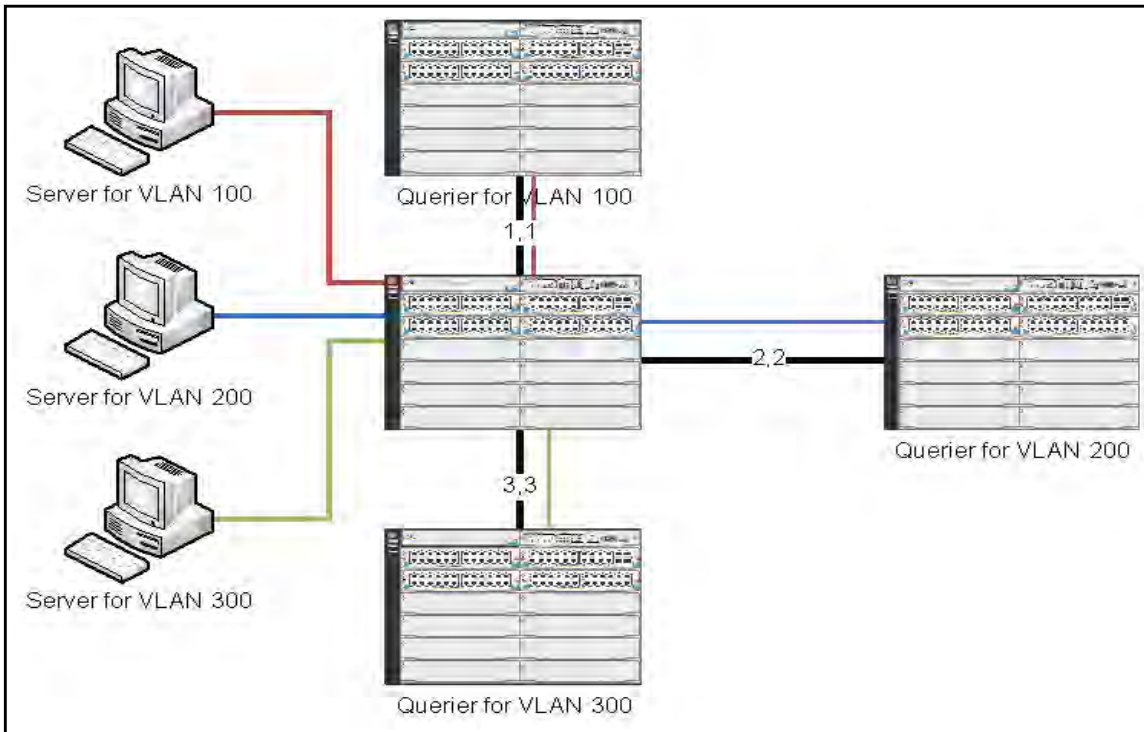 Server for VLAN 100
Querier for VLAN 100
1,1
Server for VLAN 200
2,2
Querier for VLAN 200
3,3
Server for VLAN 300
Querier for VLAN 300